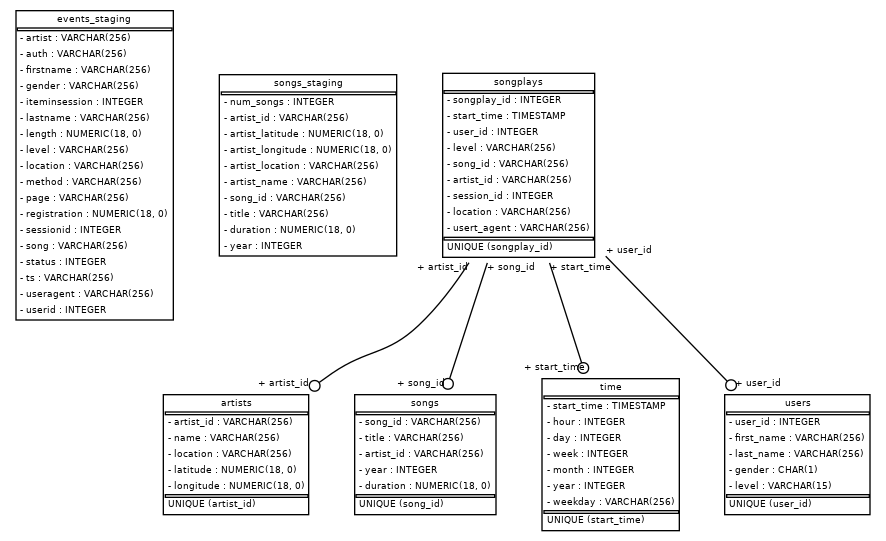 events_staging
- artist : VARCHAR(256)
- auth : VARCHAR(256)
- firstname : VARCHAR(256)
- gender : VARCHAR(256)
- iteminsession : INTEGER
- lastname : VARCHAR(256)
- length : NUMERIC(18, 0)
- level : VARCHAR(256)
- location : VARCHAR(256)
- method : VARCHAR(256)
- page : VARCHAR(256)
- registration : NUMERIC(18, 0)
- sessionid : INTEGER
- song : VARCHAR(256)
- status : INTEGER
- ts : VARCHAR(256)
- useragent : VARCHAR(256)
- userid : INTEGER
songs_staging
- num_songs : INTEGER
- artist_id : VARCHAR(256)
- artist_latitude : NUMERIC(18, 0)
- artist_longitude : NUMERIC(18, 0)
- artist_location : VARCHAR(256)
- artist_name : VARCHAR(256)
- song_id : VARCHAR(256)
- title : VARCHAR(256)
- duration : NUMERIC(18, 0)
- year : INTEGER
songplays
- songplay_id : INTEGER
- start_time : TIMESTAMP
- user_id : INTEGER
- level : VARCHAR(256)
- song_id : VARCHAR(256)
- artist_id : VARCHAR(256)
- session_id : INTEGER
- location : VARCHAR(256)
- usert_agent : VARCHAR(256)
UNIQUE (songplay_id)
+ artist_id
+ song_id
+ start_time
+ user_id
+ artist_id
+ song_id
+ start_time
+ user_id
artists
- artist_id : VARCHAR(256)
- name : VARCHAR(256)
- location : VARCHAR(256)
- latitude : NUMERIC(18, 0)
- longitude : NUMERIC(18, 0)
UNIQUE (artist_id)
songs
- song_id : VARCHAR(256)
- title : VARCHAR(256)
- artist_id : VARCHAR(256)
- year : INTEGER
- duration : NUMERIC(18, 0)
UNIQUE (song_id)
time
- start_time : TIMESTAMP
- hour : INTEGER
- day : INTEGER
- week : INTEGER
- month : INTEGER
- year : INTEGER
- weekday : VARCHAR(256)
UNIQUE (start_time)
users
- user_id : INTEGER
- first_name : VARCHAR(256)
- last_name : VARCHAR(256)
- gender : CHAR(1)
- level : VARCHAR(15)
UNIQUE (user_id)